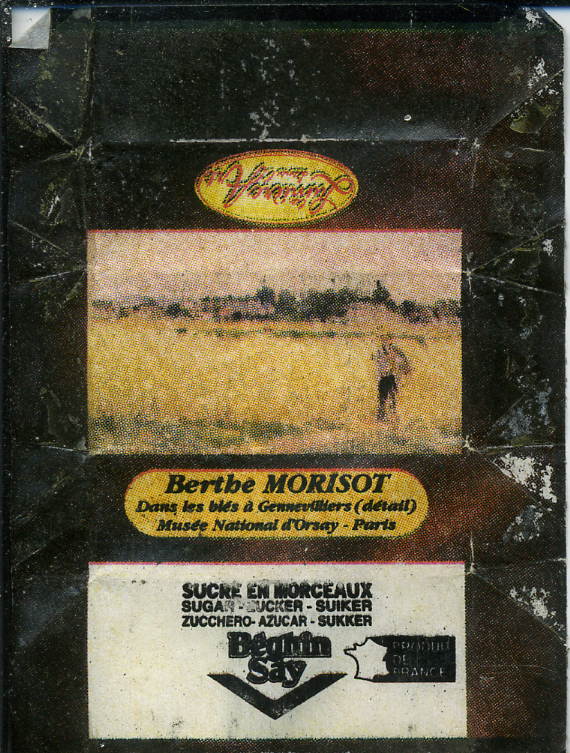 Berthe MORISOT
Dans les blés à Gennevilliers (détail)
Musée National d'Orsay - Paris
SUCRE EN MORCEAUX
SUGAR - ZUCKER - SUIKER
ZUCCHERO - AZUCAR - SUKKER
Béghin
Say
PRODUIT
DE
FRANCE